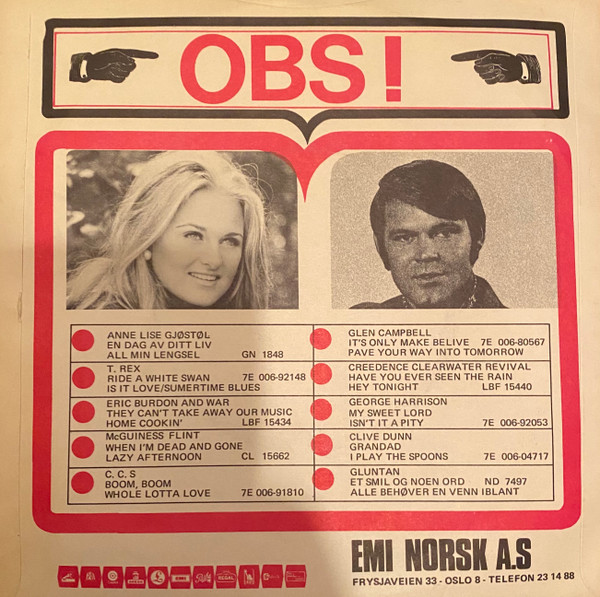 OBS!
ANNE LISE GJØSTØL
EN DAG AV DITT LIV
ALL MIN LENGSEL GN 1848
T. REX
RIDE A WHITE SWAN 7E 006-92148
IS IT LOVE/SUMERTIME BLUES
ERIC BURDON AND WAR
THEY CAN'T TAKE AWAY OUR MUSIC
HOME COOKIN' LBF 15434
McGUINESS FLINT
WHEN I'M DEAD AND GONE
LAZY AFTERNOON CL 15662
C. C. S
BOOM, BOOM
WHOLE LOTTA LOVE 7E 006-91810
GLEN CAMPBELL
IT'S ONLY MAKE BELIVE 7E 006-80567
PAVE YOUR WAY INTO TOMORROW
CREEDENCE CLEARWATER REVIVAL
HAVE YOU EVER SEEN THE RAIN
HEY TONIGHT LBF 15440
GEORGE HARRISON
MY SWEET LORD
ISN'T IT A PITY 7E 006-92053
CLIVE DUNN
GRANDAD
I PLAY THE SPOONS 7E 006-04717
GLUNTAN
ET SMIL OG NOEN ORD ND 7497
ALLE BEHØVER EN VENN IBLANT
EMI NORSK A.S
FRYSJAVEIEN 33 - OSLO 8 - TELEFON 23 14 88
EMI
REGAL